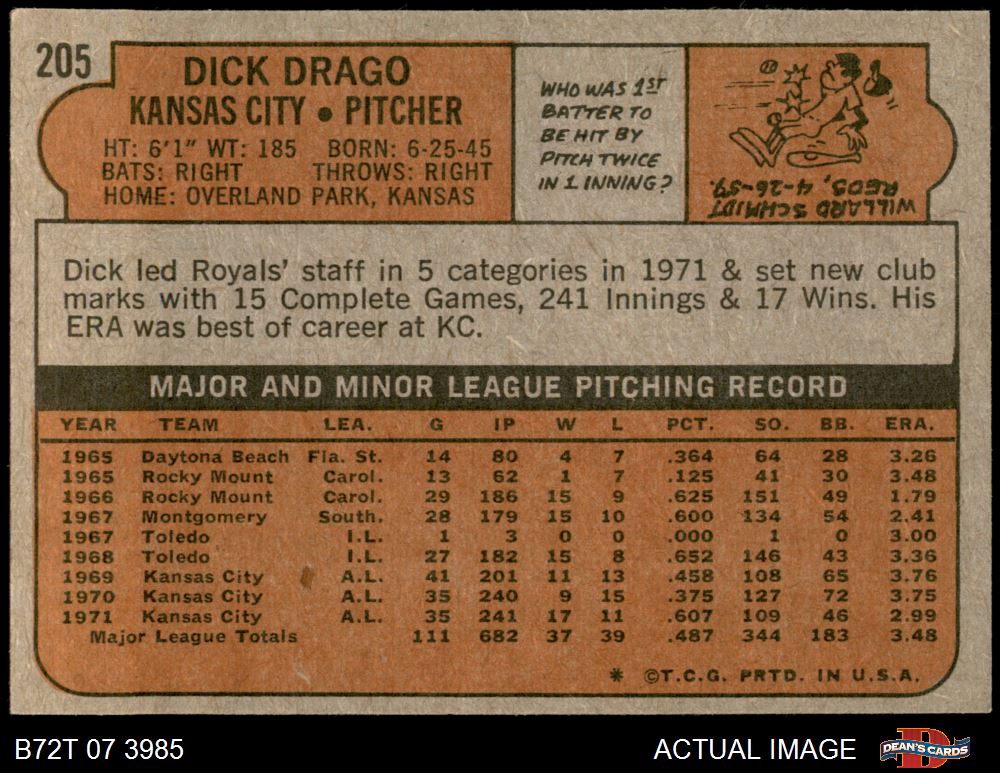 205
DICK DRAGO
KANSAS CITY • PITCHER
HT: 6'1" WT: 185 BORN: 6-25-45
BATS: RIGHT THROWS: RIGHT
HOME: OVERLAND PARK, KANSAS
WHO WAS 1ST
BATTER TO
BE HIT BY
PITCH TWICE
IN 1 INNING?
WILLARD SCHMIDT
REDS, 4-26-59.
Dick led Royals' staff in 5 categories in 1971 & set new club
marks with 15 Complete Games, 241 Innings & 17 Wins. His
ERA was best of career at KC.
MAJOR AND MINOR LEAGUE PITCHING RECORD
YEAR TEAM LEA. G IP W L PCT. SO. BB. ERA.
1965 Daytona Beach Fla. St. 14 80 4 7 .364 64 28 3.26
1965 Rocky Mount Carol. 13 62 1 7 .125 41 30 3.48
1966 Rocky Mount Carol. 29 186 15 9 .625 151 49 1.79
1967 Montgomery South. 28 179 15 10 .600 134 54 2.41
1967 Toledo I.L. 1 3 0 0 .000 1 0 3.00
1968 Toledo I.L. 27 182 15 8 .652 146 43 3.36
1969 Kansas City A.L. 41 201 11 13 .458 108 65 3.76
1970 Kansas City A.L. 35 240 9 15 .375 127 72 3.75
1971 Kansas City A.L. 35 241 17 11 .607 109 46 2.99
Major League Totals 111 682 37 39 .487 344 183 3.48
* ©T.C.G. PRTD. IN U.S.A.
B72T 07 3985 ACTUAL IMAGE DEAN'S CARDS